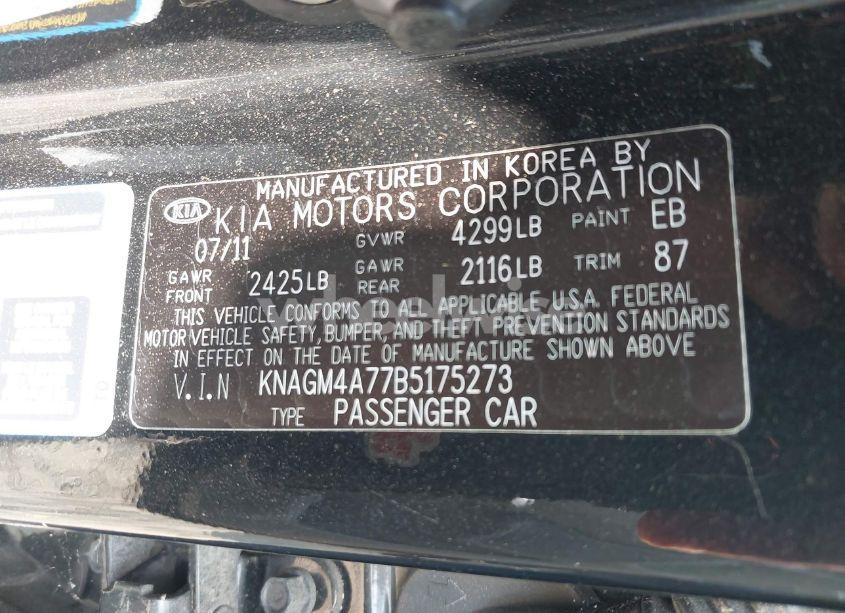 MANUFACTURED IN KOREA BY
KIA KIA MOTORS CORPORATION
07/11 GVWR 4299LB PAINT EB
GAWR FRONT 2425LB GAWR REAR 2116LB TRIM 87
THIS VEHICLE CONFORMS TO ALL APPLICABLE U.S.A. FEDERAL
MOTOR VEHICLE SAFETY, BUMPER, AND THEFT PREVENTION STANDARDS
IN EFFECT ON THE DATE OF MANUFACTURE SHOWN ABOVE
V.I.N KNAGM4A77B5175273
TYPE PASSENGER CAR